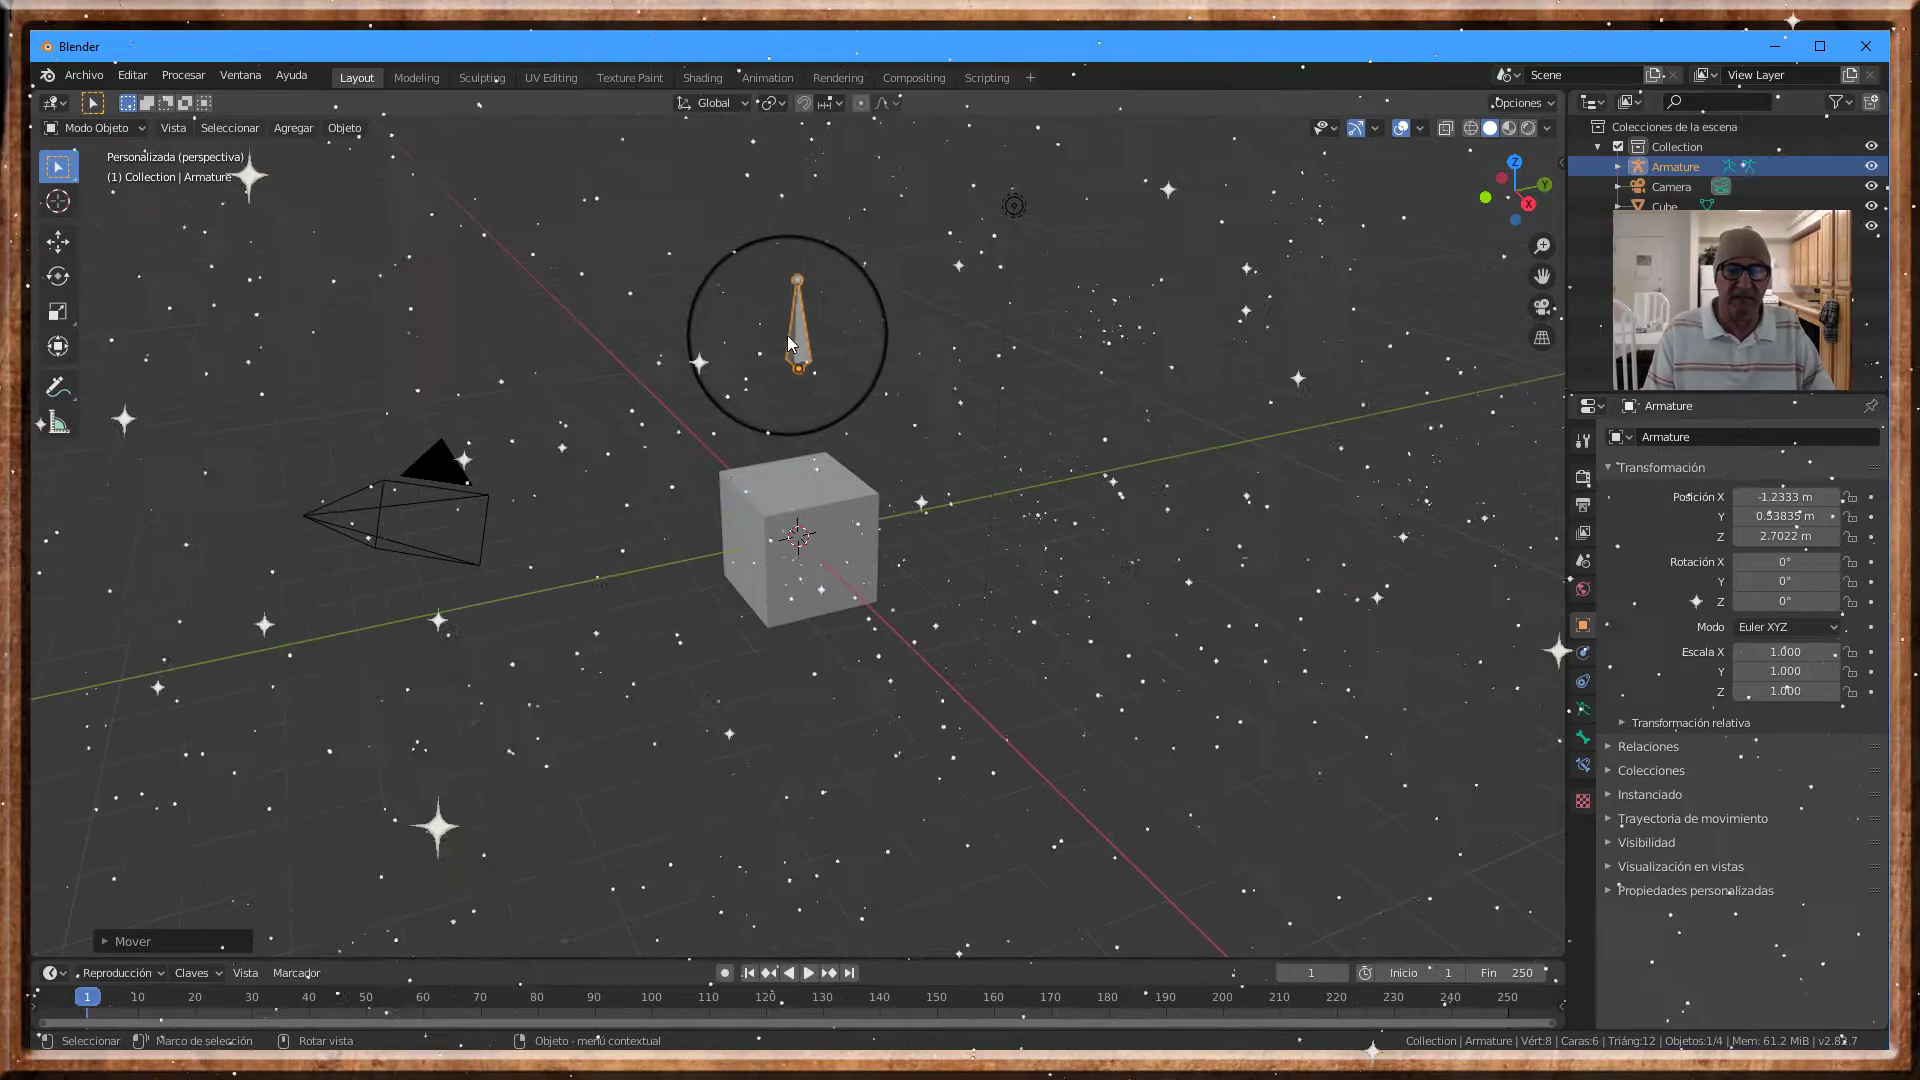 Blender
Archivo Editar Procesar Ventana Ayuda Layout Modeling Sculpting UV Editing Texture Paint Shading Animation Rendering Compositing Scripting + Scene View Layer
Global Opciones
Modo Objeto Vista Seleccionar Agregar Objeto
Colecciones de la escena
Collection
Armature
Camera
Cube
Personalizada (perspectiva)
(1) Collection | Armature
Z
Y
X
Armature
Armature
Transformación
Posición X -1.2333 m
Y 0.53835 m
Z 2.7022 m
Rotación X 0°
Y 0°
Z 0°
Modo Euler XYZ
Escala X 1.000
Y 1.000
Z 1.000
Transformación relativa
Relaciones
Colecciones
Instanciado
Trayectoria de movimiento
Visibilidad
Visualización en vistas
Propiedades personalizadas
Mover
Reproducción Claves Vista Marcador 1 Inicio 1 Fin 250
1 10 20 30 40 50 60 70 80 90 100 110 120 130 140 150 160 170 180 190 200 210 220 230 240 250
Seleccionar Marco de selección Rotar vista Objeto - menú contextual Collection | Armature | Vért:8 | Caras:6 | Triáng:12 | Objetos:1/4 | Mem: 61.2 MiB |